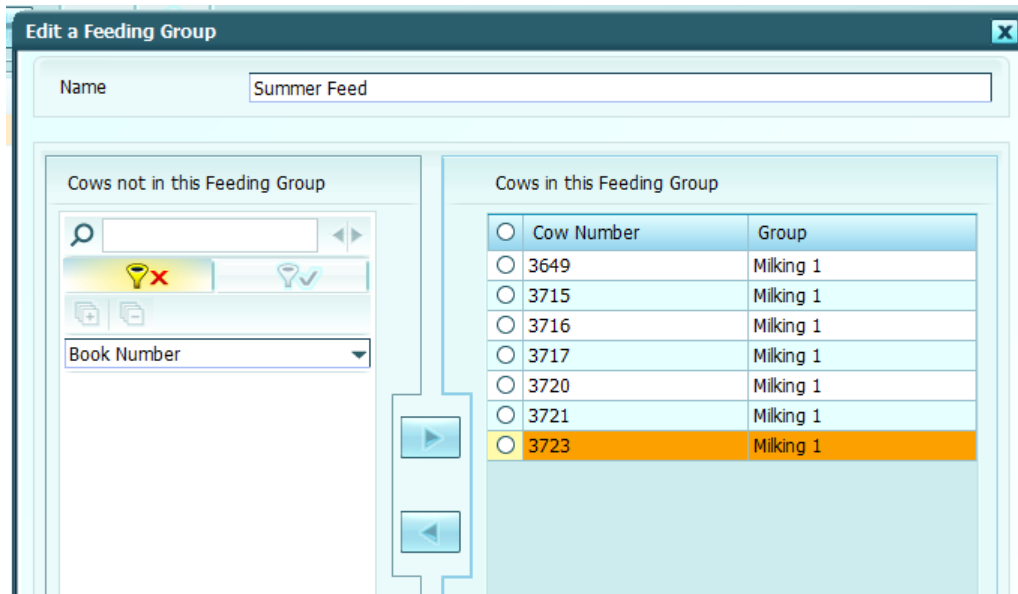 Edit a Feeding Group
Name Summer Feed
Cows not in this Feeding Group
Book Number
Cows in this Feeding Group
Cow Number Group
3649 Milking 1
3715 Milking 1
3716 Milking 1
3717 Milking 1
3720 Milking 1
3721 Milking 1
3723 Milking 1